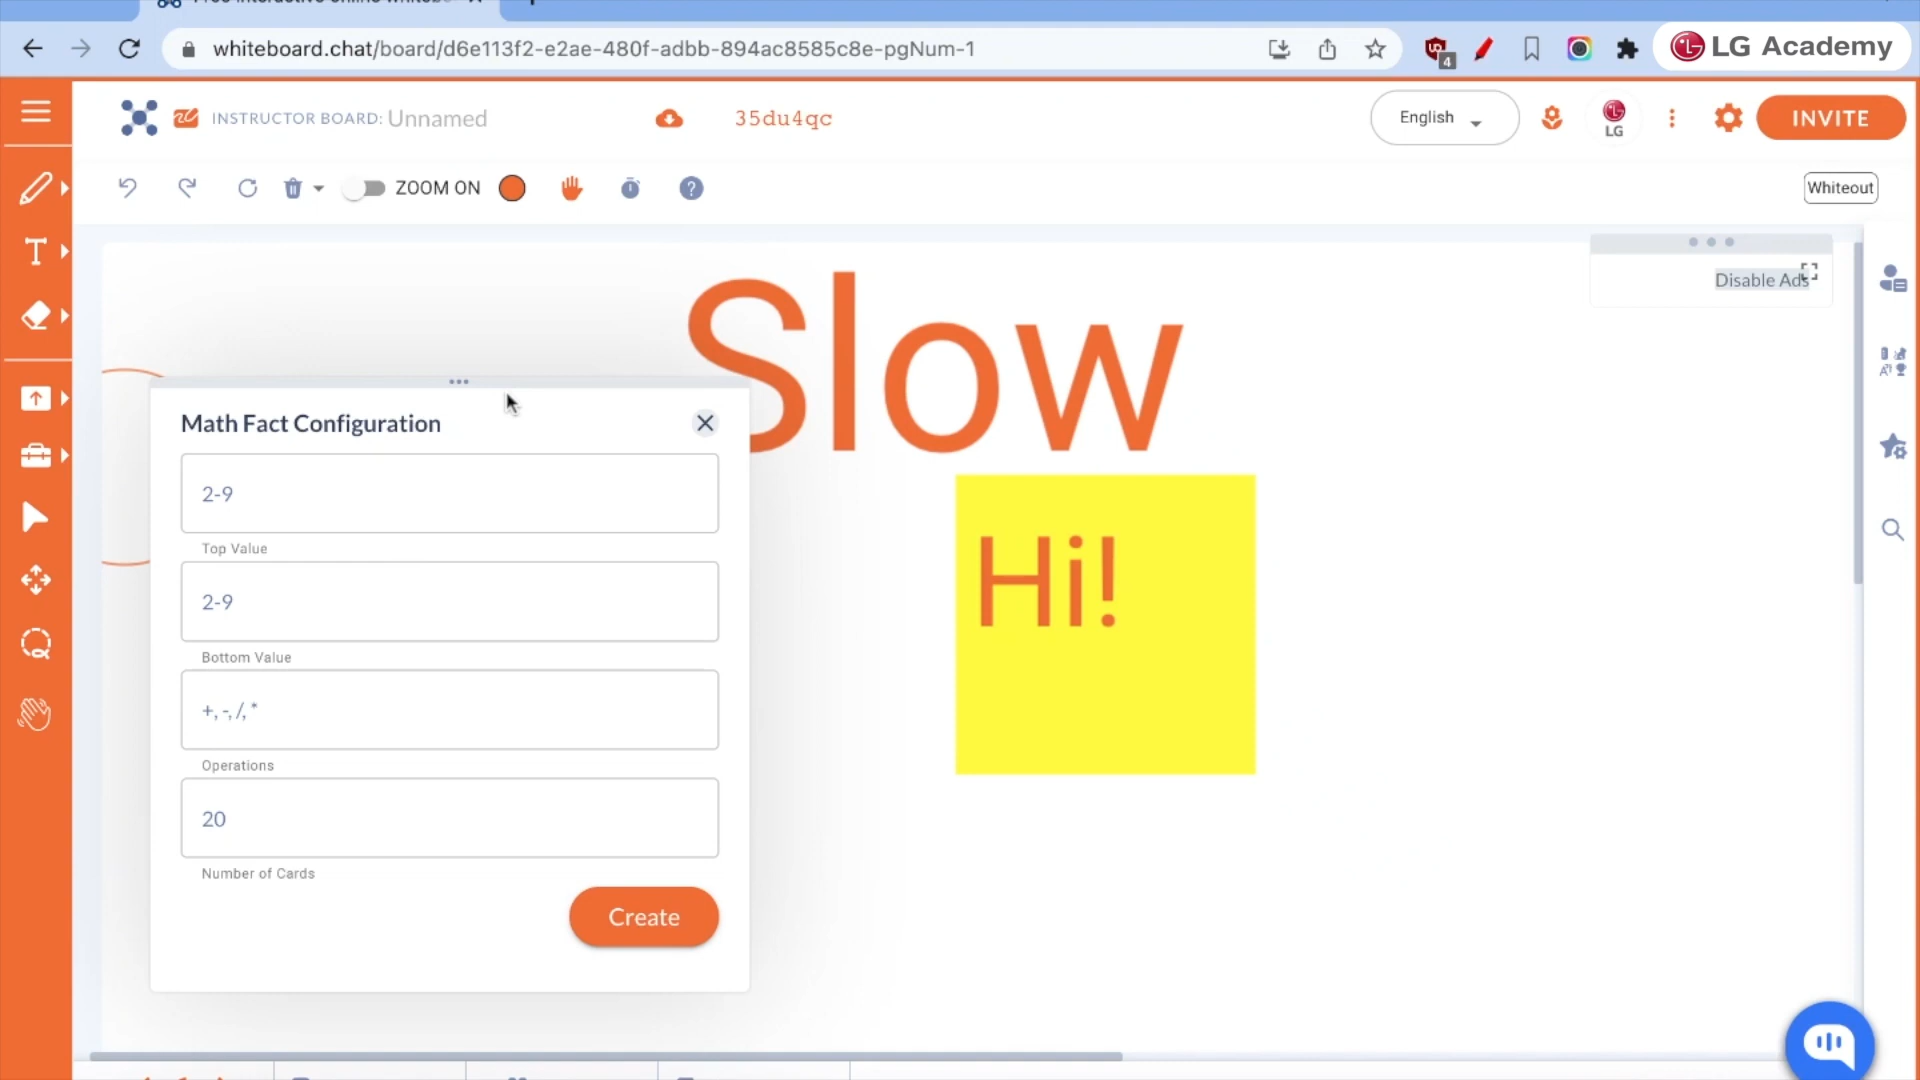 whiteboard.chat/board/d6e113f2-e2ae-480f-adbb-894ac8585c8e-pgNum-1
4
LG Academy
INSTRUCTOR BOARD: Unnamed
35du4qc
English
LG
INVITE
ZOOM ON
Whiteout
Disable Ads
Slow
Math Fact Configuration
2-9
Top Value
Hi!
2-9
Bottom Value
+, -, /, *
Operations
20
Number of Cards
Create